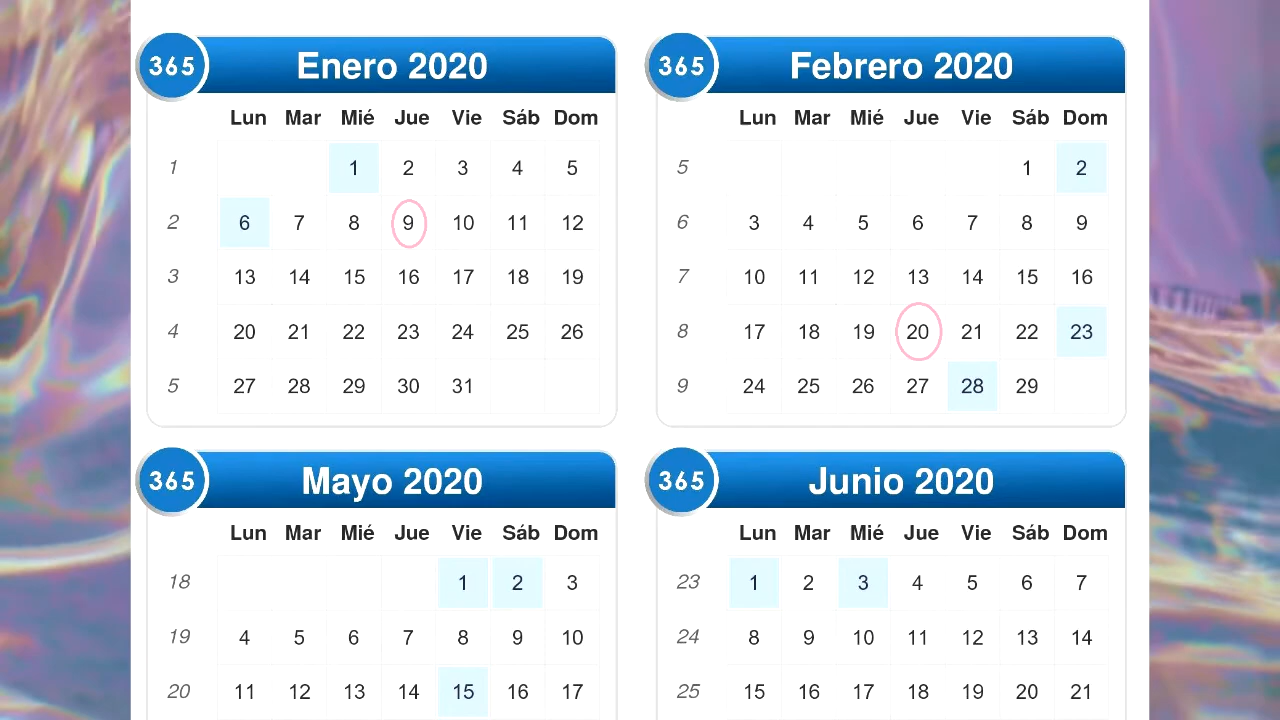 365 Enero 2020
Lun Mar Mié Jue Vie Sáb Dom
1 1 2 3 4 5
2 6 7 8 9 10 11 12
3 13 14 15 16 17 18 19
4 20 21 22 23 24 25 26
5 27 28 29 30 31
365 Febrero 2020
Lun Mar Mié Jue Vie Sáb Dom
5 1 2
6 3 4 5 6 7 8 9
7 10 11 12 13 14 15 16
8 17 18 19 20 21 22 23
9 24 25 26 27 28 29
365 Mayo 2020
Lun Mar Mié Jue Vie Sáb Dom
18 1 2 3
19 4 5 6 7 8 9 10
20 11 12 13 14 15 16 17
365 Junio 2020
Lun Mar Mié Jue Vie Sáb Dom
23 1 2 3 4 5 6 7
24 8 9 10 11 12 13 14
25 15 16 17 18 19 20 21